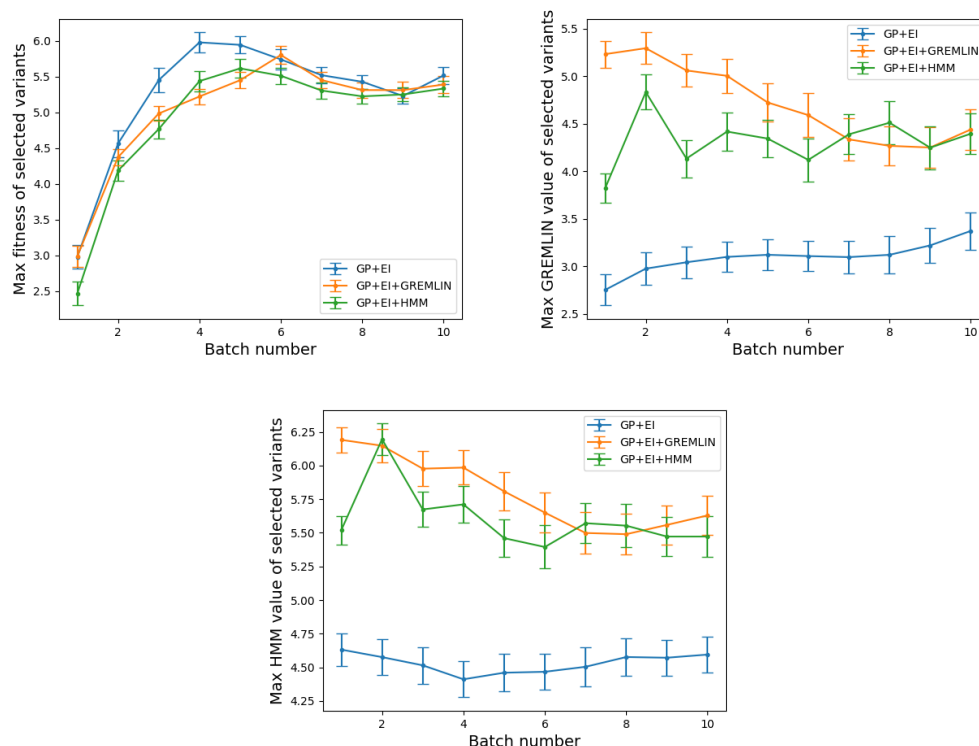 Max fitness of selected variants
6.0
5.5
5.0
4.5
4.0
3.5
3.0
2.5
GP+EI
GP+EI+GREMLIN
GP+EI+HMM
2 4 6 8 10
Batch number
Max GREMLIN value of selected variants
5.5
5.0
4.5
4.0
3.5
3.0
2.5
GP+EI
GP+EI+GREMLIN
GP+EI+HMM
2 4 6 8 10
Batch number
Max HMM value of selected variants
6.25
6.00
5.75
5.50
5.25
5.00
4.75
4.50
4.25
GP+EI
GP+EI+GREMLIN
GP+EI+HMM
2 4 6 8 10
Batch number